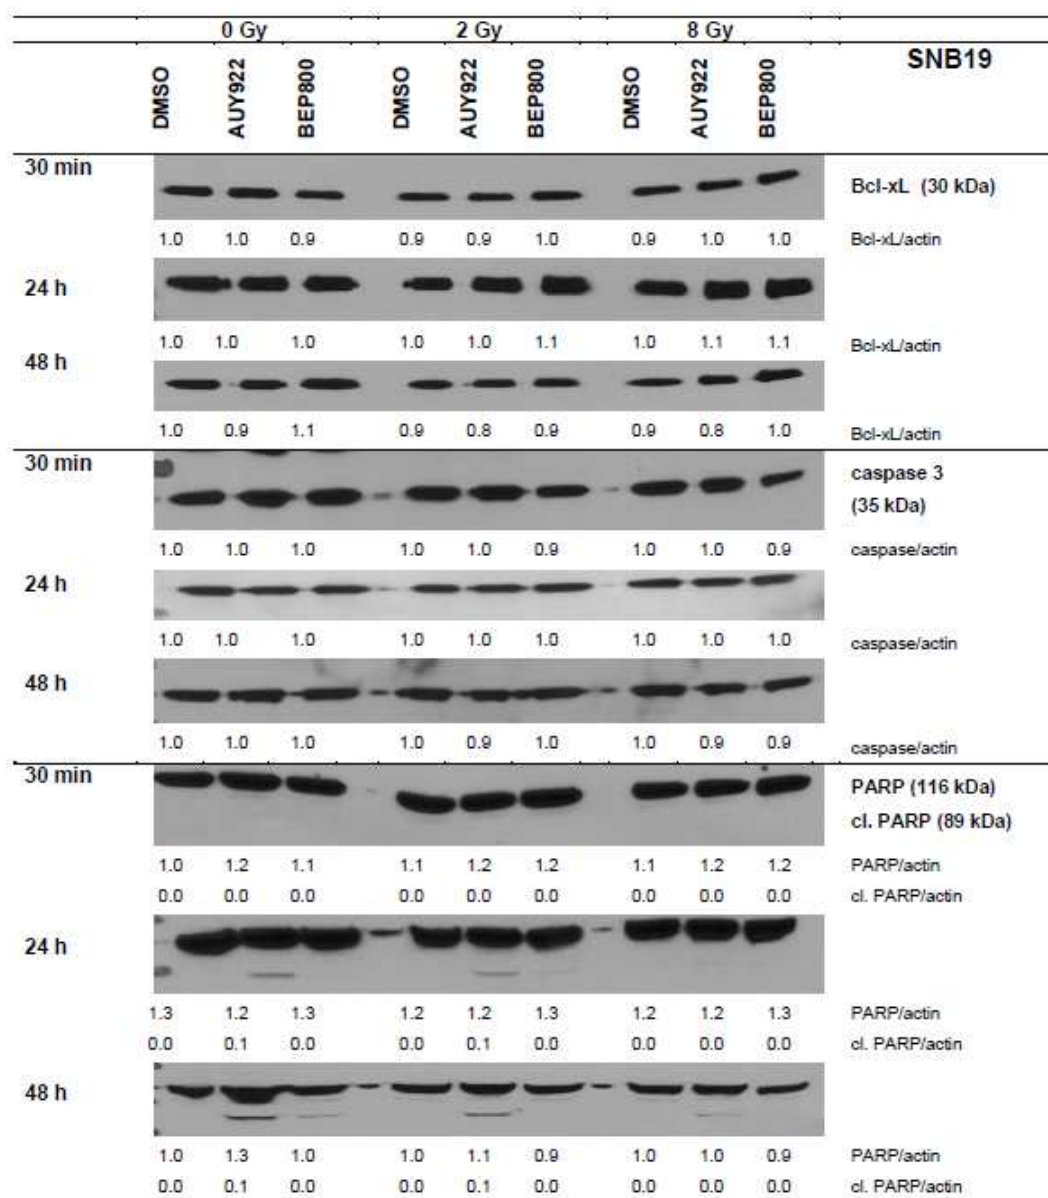 0 Gy 2 Gy 8 Gy
SNB19
DMSO AUY922 BEP800 DMSO AUY922 BEP800 DMSO AUY922 BEP800
30 min
Bcl-xL (30 kDa)
1.0 1.0 0.9 0.9 0.9 1.0 0.9 1.0 1.0 Bcl-xL/actin
24 h
1.0 1.0 1.0 1.0 1.0 1.1 1.0 1.1 1.1 Bcl-xL/actin
48 h
1.0 0.9 1.1 0.9 0.8 0.9 0.9 0.8 1.0 Bcl-xL/actin
30 min
caspase 3
(35 kDa)
1.0 1.0 1.0 1.0 1.0 0.9 1.0 1.0 0.9 caspase/actin
24 h
1.0 1.0 1.0 1.0 1.0 1.0 1.0 1.0 1.0 caspase/actin
48 h
1.0 1.0 1.0 1.0 0.9 1.0 1.0 0.9 0.9 caspase/actin
30 min
PARP (116 kDa)
cl. PARP (89 kDa)
1.0 1.2 1.1 1.1 1.2 1.2 1.1 1.2 1.2 PARP/actin
0.0 0.0 0.0 0.0 0.0 0.0 0.0 0.0 0.0 cl. PARP/actin
24 h
1.3 1.2 1.3 1.2 1.2 1.3 1.2 1.2 1.3 PARP/actin
0.0 0.1 0.0 0.0 0.1 0.0 0.0 0.0 0.0 cl. PARP/actin
48 h
1.0 1.3 1.0 1.0 1.1 0.9 1.0 1.0 0.9 PARP/actin
0.0 0.1 0.0 0.0 0.1 0.0 0.0 0.0 0.0 cl. PARP/actin